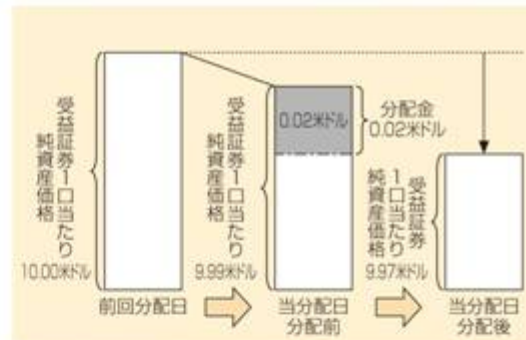 受益証券1口当たり
純資産価格
10.00米ドル
前回分配日
受益証券1口当たり
純資産価格
9.99米ドル
0.02米ドル
分配金
0.02米ドル
当分配日
分配前
受益証券
1口当たり
純資産価格
9.97米ドル
当分配日
分配後